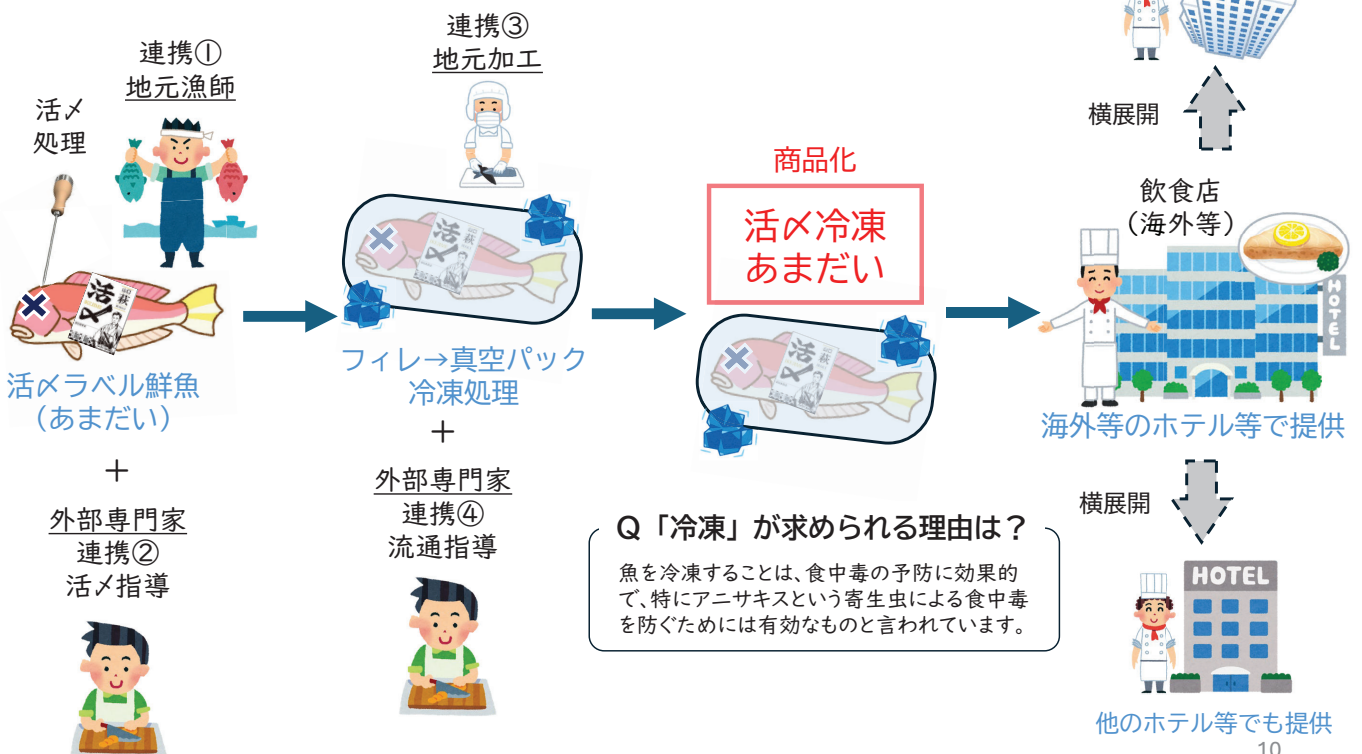 連携①
地元漁師
活〆
処理
活〆
活〆ラベル鮮魚
（あまだい）
＋
外部専門家
連携②
活〆指導
連携③
地元加工
活〆
フィレ→真空パック
冷凍処理
＋
外部専門家
連携④
流通指導
商品化
活〆冷凍
あまだい
活〆
Q「冷凍」が求められる理由は？
魚を冷凍することは、食中毒の予防に効果的
で、特にアニサキスという寄生虫による食中毒
を防ぐためには有効なものと言われています。
横展開
飲食店
（海外等）
HOTEL
海外等のホテル等で提供
横展開
HOTEL
他のホテル等でも提供
10